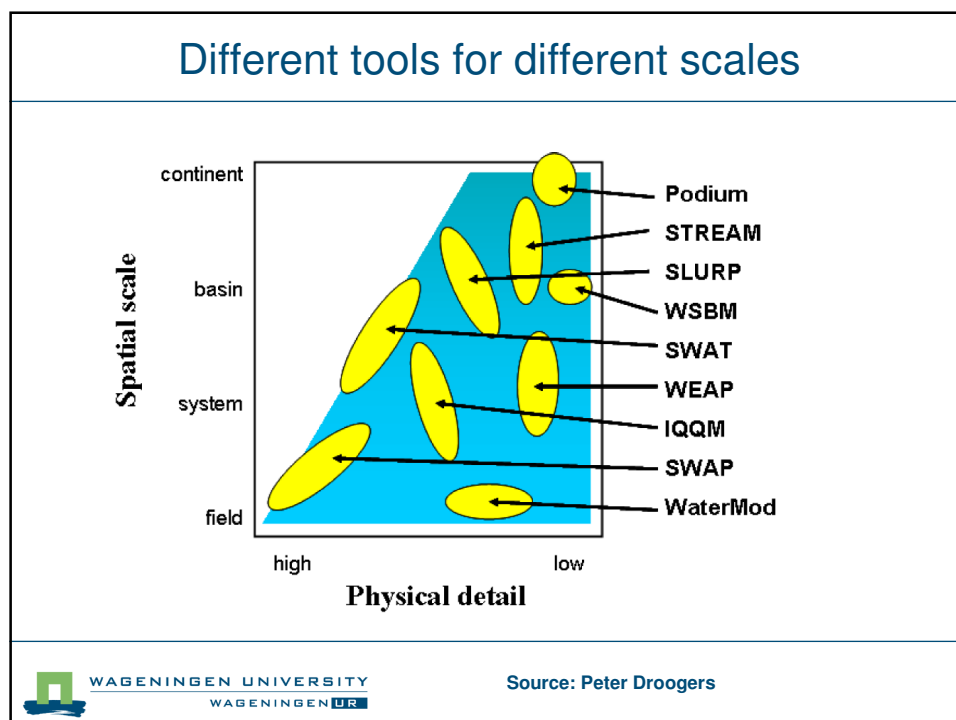 Different tools for different scales
continent
basin
system
field
Spatial scale
high
low
Physical detail
Podium
STREAM
SLURP
WSBM
SWAT
WEAP
IQQM
SWAP
WaterMod
WAGENINGEN UNIVERSITY
WAGENINGEN UR
Source: Peter Droogers